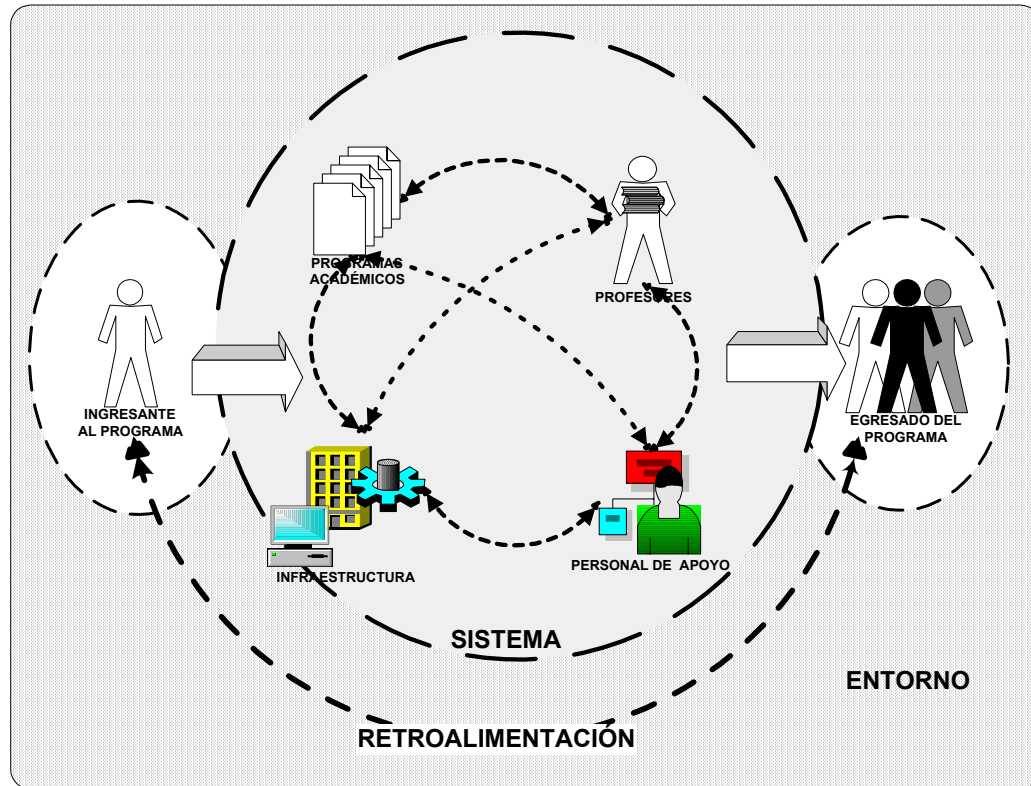 PROGRAMAS
ACADÉMICOS
PROFESORES
INGRESANTE
AL PROGRAMA
EGRESADO DEL
PROGRAMA
INFRAESTRUCTURA
PERSONAL DE APOYO
SISTEMA
ENTORNO
RETROALIMENTACIÓN